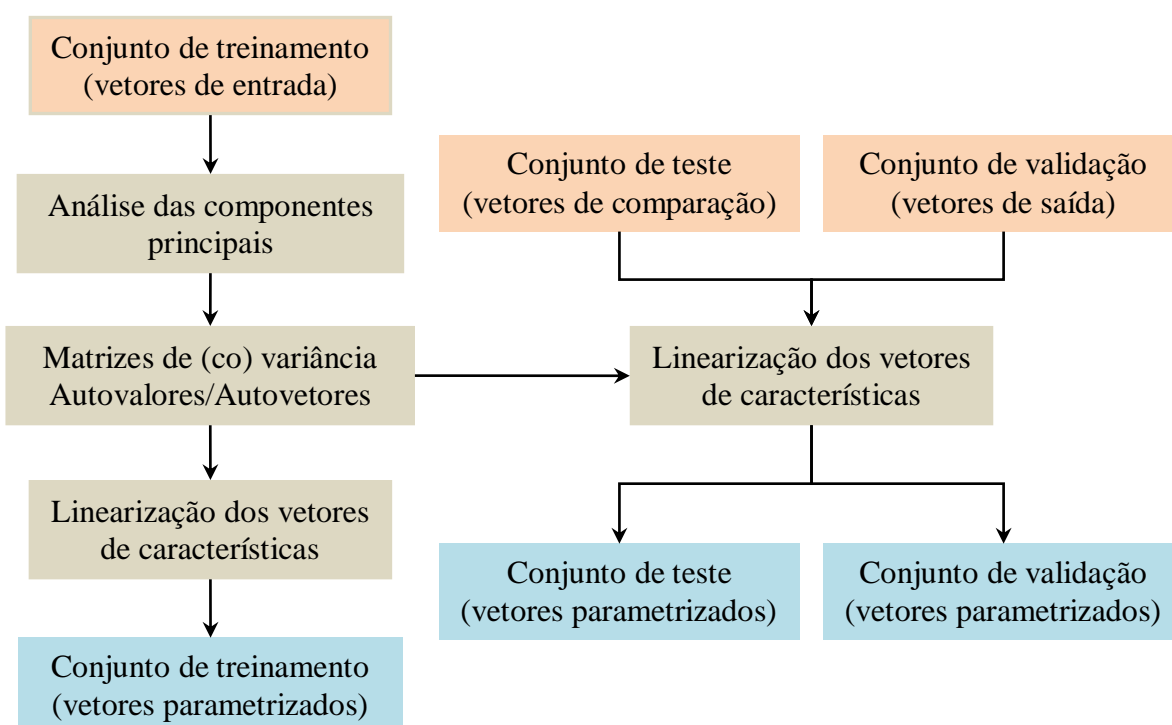 Conjunto de treinamento
(vetores de entrada)
Análise das componentes
principais
Matrizes de (co) variância
Autovalores/Autovetores
Linearização dos vetores
de características
Conjunto de treinamento
(vetores parametrizados)
Conjunto de teste
(vetores de comparação)
Conjunto de validação
(vetores de saída)
Linearização dos vetores
de características
Conjunto de teste
(vetores parametrizados)
Conjunto de validação
(vetores parametrizados)